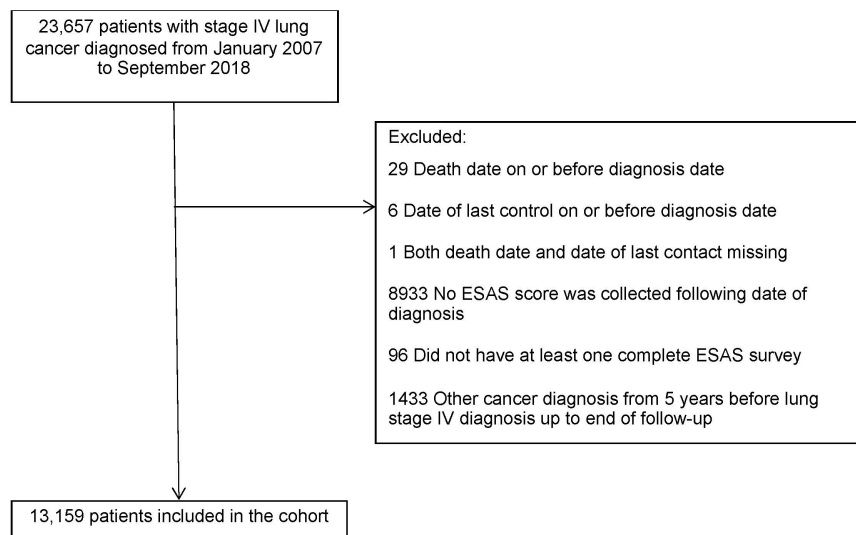 23,657 patients with stage IV lung
cancer diagnosed from January 2007
to September 2018
Excluded:
29 Death date on or before diagnosis date
6 Date of last control on or before diagnosis date
1 Both death date and date of last contact missing
8933 No ESAS score was collected following date of
diagnosis
96 Did not have at least one complete ESAS survey
1433 Other cancer diagnosis from 5 years before lung
stage IV diagnosis up to end of follow-up
13,159 patients included in the cohort